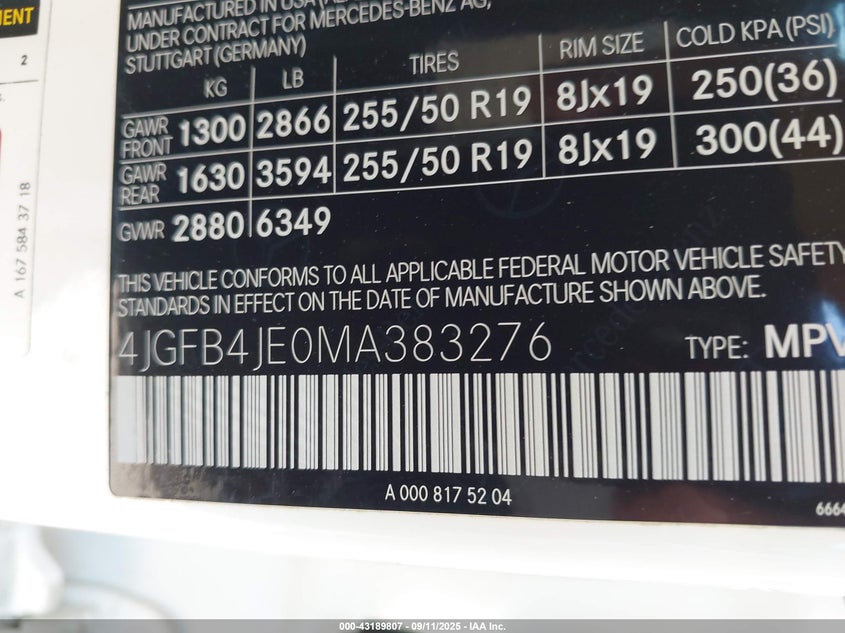 MENT
2
MANUFACTURED IN USA
UNDER CONTRACT FOR MERCEDES-BENZ AG,
STUTTGART (GERMANY)
KG LB TIRES RIM SIZE COLD KPA (PSI)
GAWR FRONT 1300 2866 255/50 R19 8Jx19 250(36)
GAWR REAR 1630 3594 255/50 R19 8Jx19 300(44)
GVWR 2880 6349
THIS VEHICLE CONFORMS TO ALL APPLICABLE FEDERAL MOTOR VEHICLE SAFETY
STANDARDS IN EFFECT ON THE DATE OF MANUFACTURE SHOWN ABOVE.
4JGFB4JE0MA383276 TYPE: MPV
A 000 817 52 04
6664
A 167 584 37 18
000-43189807 - 09/11/2025 - IAA Inc.